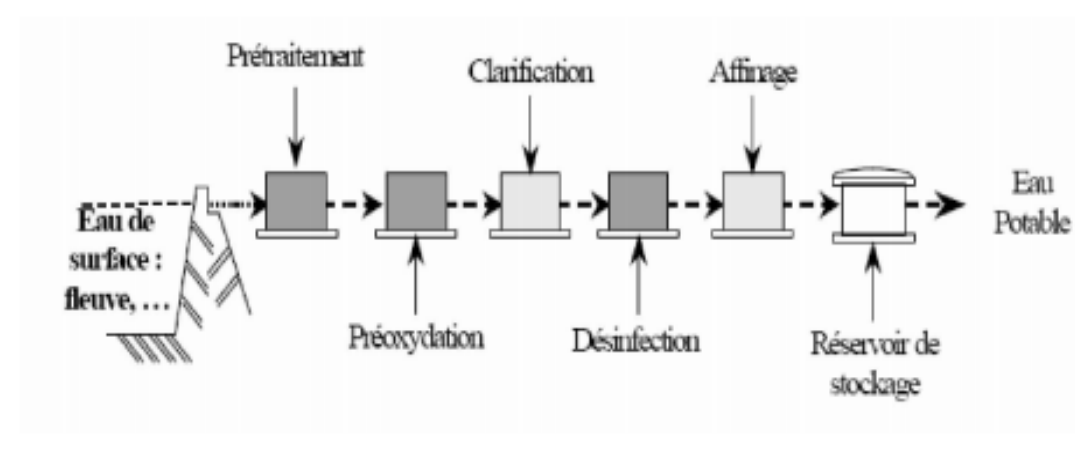 Prétraitement
Clarification
Affinage
Eau de
surface :
fleuve, …
Eau
Potable
Préoxydation
Désinfection
Réservoir de
stockage